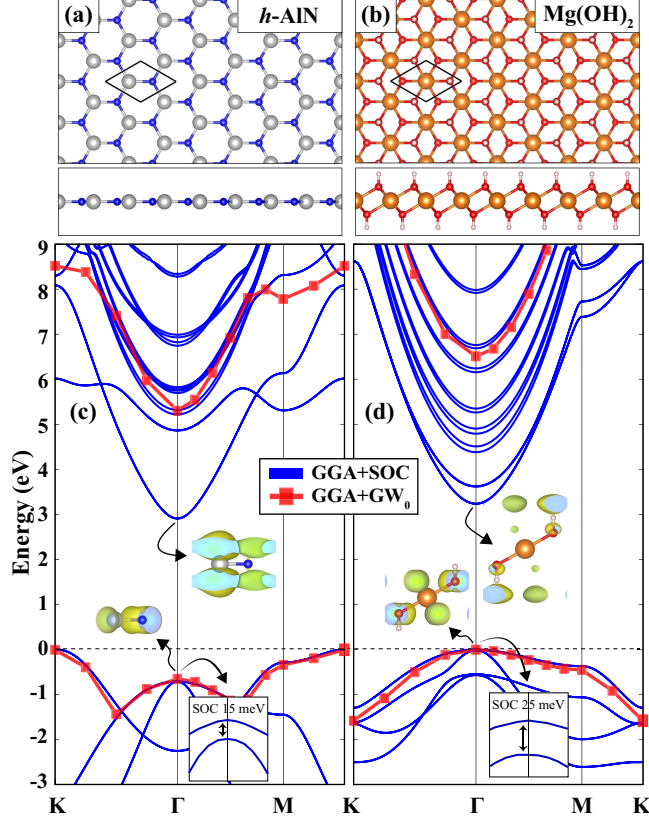 (a) h-AlN
(b) Mg(OH)₂
Energy (eV)
9
8
7
6
5
4
3
2
1
0
-1
-2
-3
(c)
(d)
GGA+SOC
GGA+GW₀
SOC 15 meV
SOC 25 meV
K Γ M K Γ M K